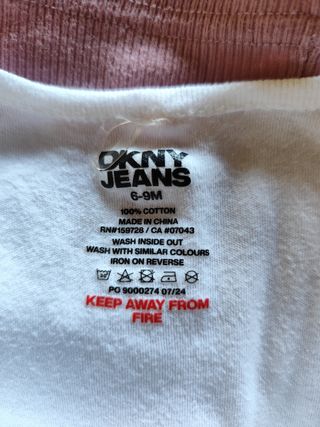 DKNY
JEANS
6-9M
100% COTTON
MADE IN CHINA
RN#159728 / CA #07043
WASH INSIDE OUT
WASH WITH SIMILAR COLOURS
IRON ON REVERSE
PO 9000274 07/24
KEEP AWAY FROM
FIRE